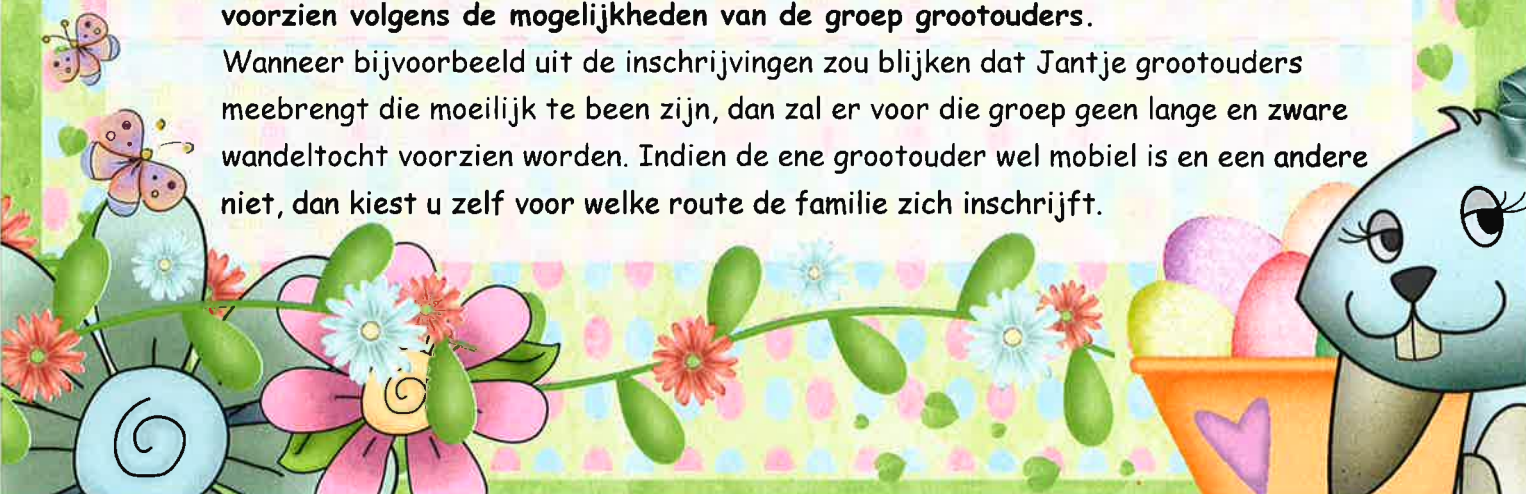 voorzien volgens de mogelijkheden van de groep grootouders.
Wanneer bijvoorbeeld uit de inschrijvingen zou blijken dat Jantje grootouders
meebrengt die moeilijk te been zijn, dan zal er voor die groep geen lange en zware
wandeltocht voorzien worden. Indien de ene grootouder wel mobiel is en een andere
niet, dan kiest u zelf voor welke route de familie zich inschrijft.